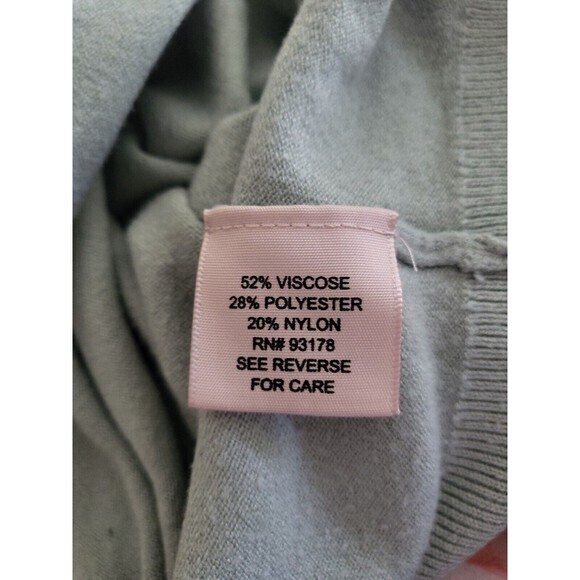 52% VISCOSE
28% POLYESTER
20% NYLON
RN# 93178
SEE REVERSE
FOR CARE